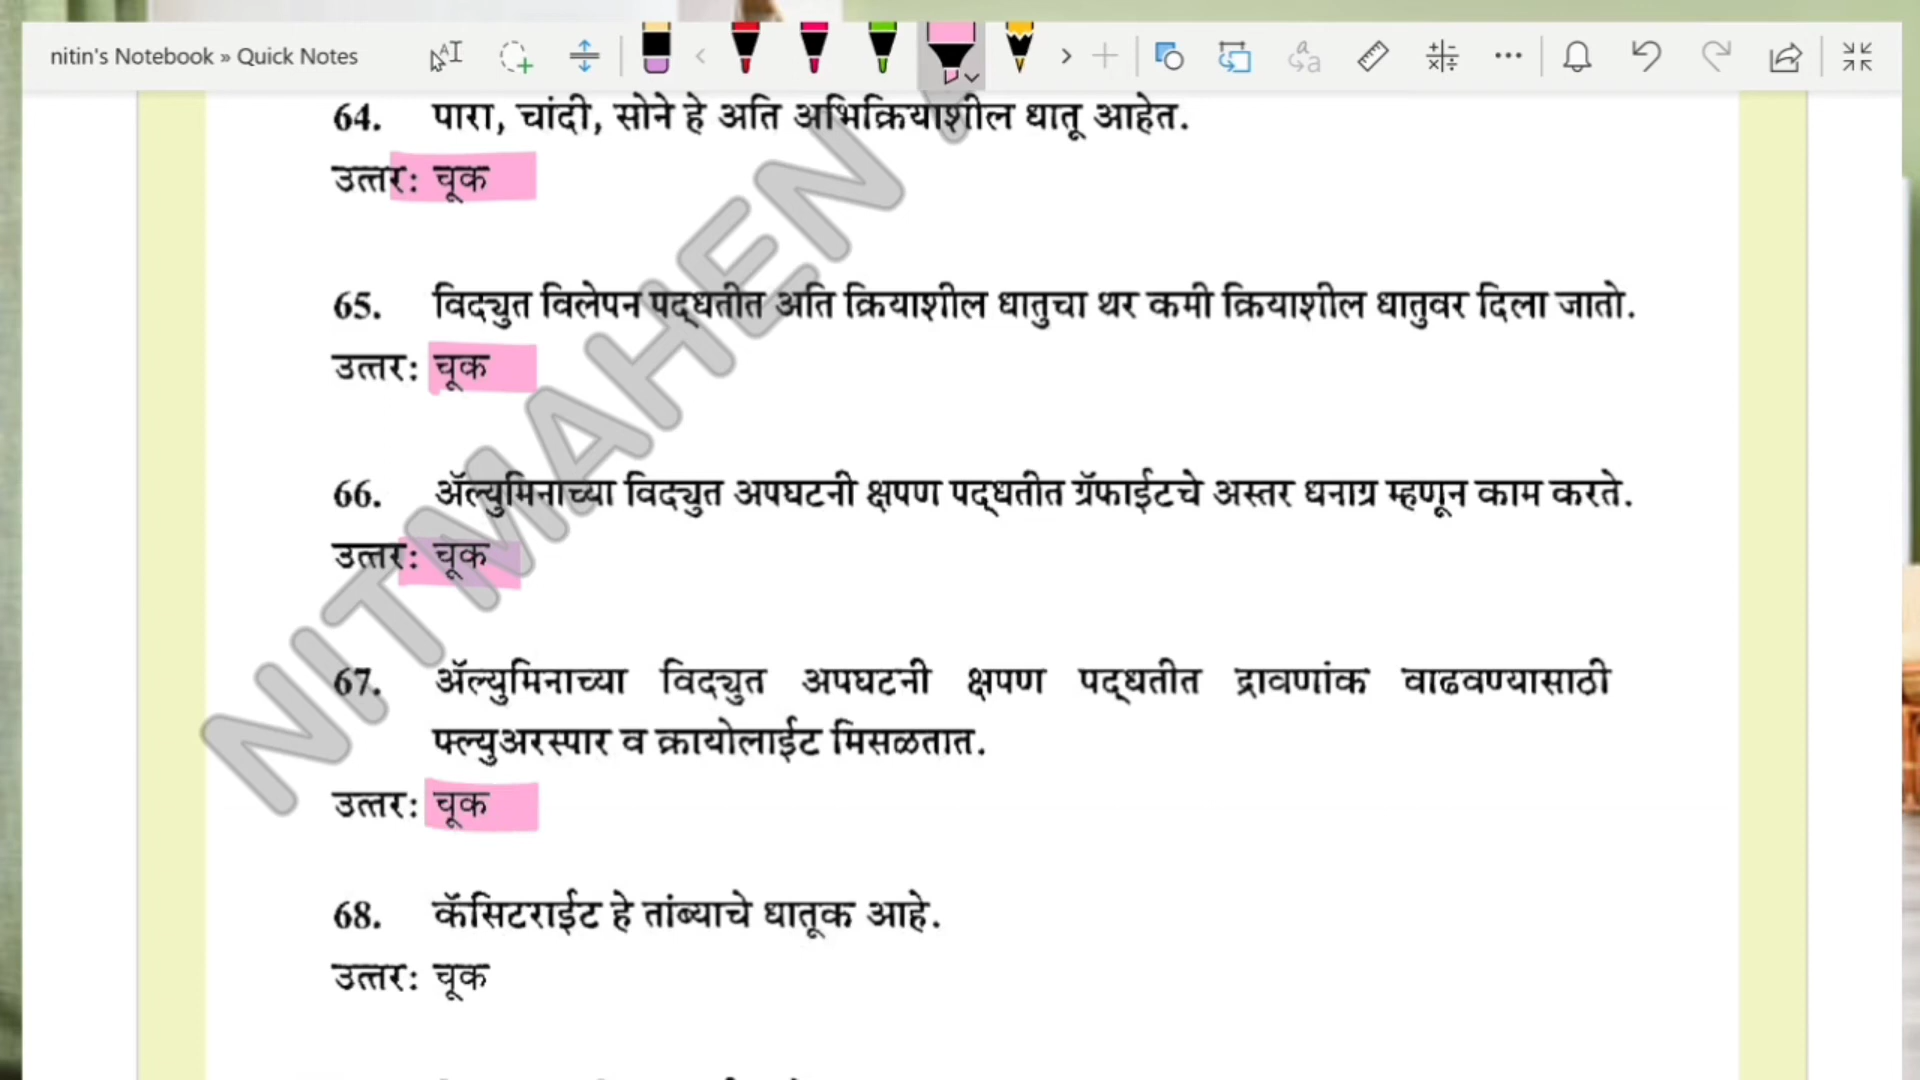 nitin's Notebook » Quick Notes
64. पारा, चांदी, सोने हे अति अभिक्रियाशील धातू आहेत.
उत्तर: चूक
65. विद्युत विलेपन पद्धतीत अति क्रियाशील धातुचा थर कमी क्रियाशील धातुवर दिला जातो.
उत्तर: चूक
66. ॲल्युमिनाच्या विद्युत अपघटनी क्षपण पद्धतीत ग्रॅफाईटचे अस्तर धनाग्र म्हणून काम करते.
उत्तर: चूक
67. ॲल्युमिनाच्या विद्युत अपघटनी क्षपण पद्धतीत द्रावणांक वाढवण्यासाठी
फ्ल्युअरस्पार व क्रायोलाईट मिसळतात.
उत्तर: चूक
68. कॅसिटराईट हे तांब्याचे धातूक आहे.
उत्तर: चूक
NITMAHEN